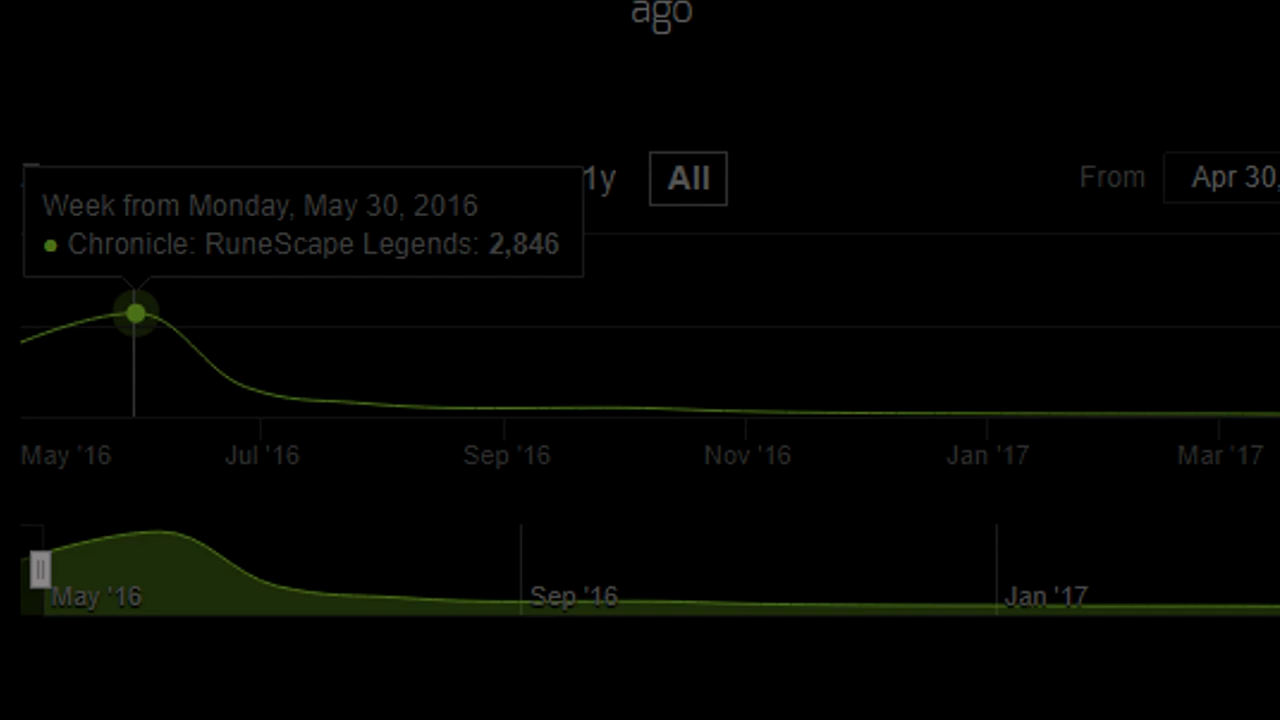 ago
1y
All
From
Apr 30,
Week from Monday, May 30, 2016
Chronicle: RuneScape Legends: 2,846
May '16
Jul '16
Sep '16
Nov '16
Jan '17
Mar '17
May '16
Sep '16
Jan '17